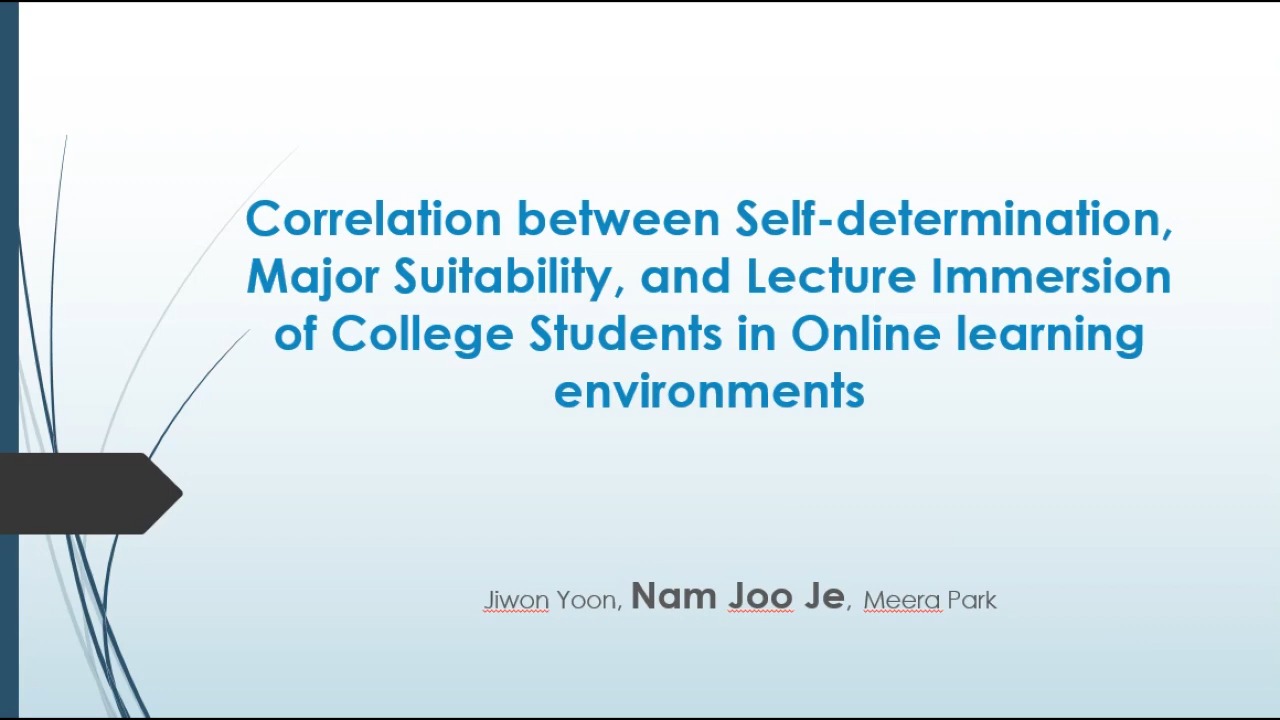 Correlation between Self-determination,
Major Suitability, and Lecture Immersion
of College Students in Online learning
environments
Jiwon Yoon, Nam Joo Je, Meera Park